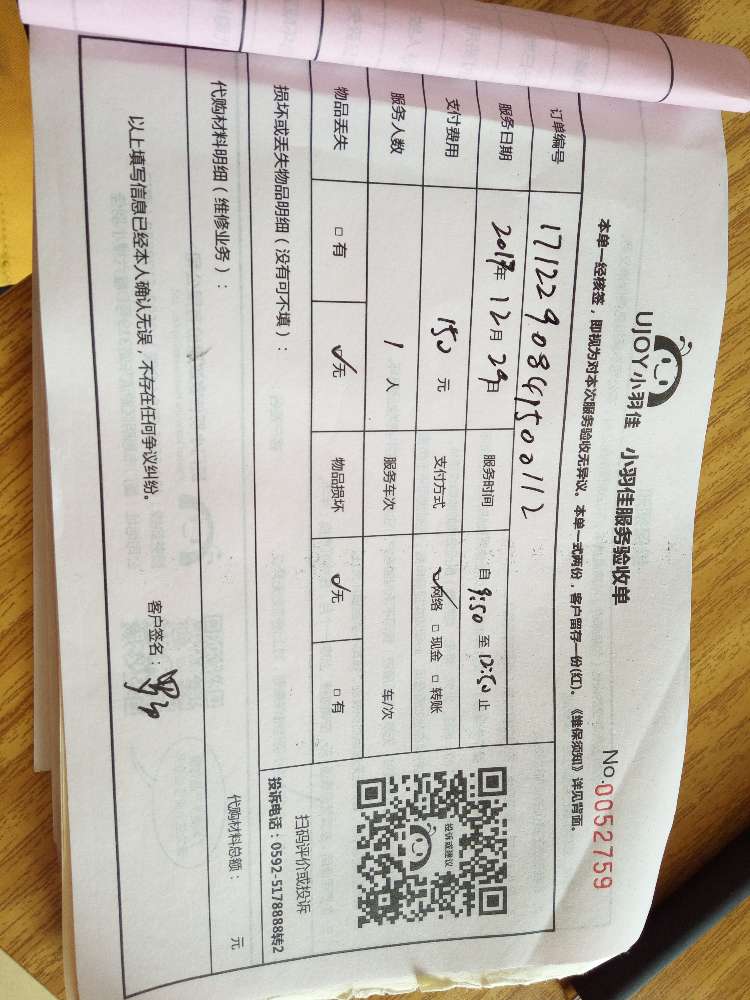 UJOY小羽佳 小羽佳服务验收单
No.0052759
本单一经核签，即视为对本次服务验收无异议。本单一式两份，客户留存一份(红)。《维保须知》详见背面。
订单编号
服务日期 2017年 12月 29日 服务时间 自 9:50 至 12:50 止
支付费用 150 元 支付方式 ☑网络 □现金 □转账
服务人数 1 人 服务车次 车/次
物品丢失 □有 ☑无 物品损坏 ☑无 □有
投诉或建议
扫码评价或投诉
投诉电话：0592-5178888转2
损坏或丢失物品明细（没有可不填）：
代购材料明细（维修业务）： 代购材料总额： 元
以上填写信息已经本人确认无误，不存在任何争议纠纷。 客户签名：